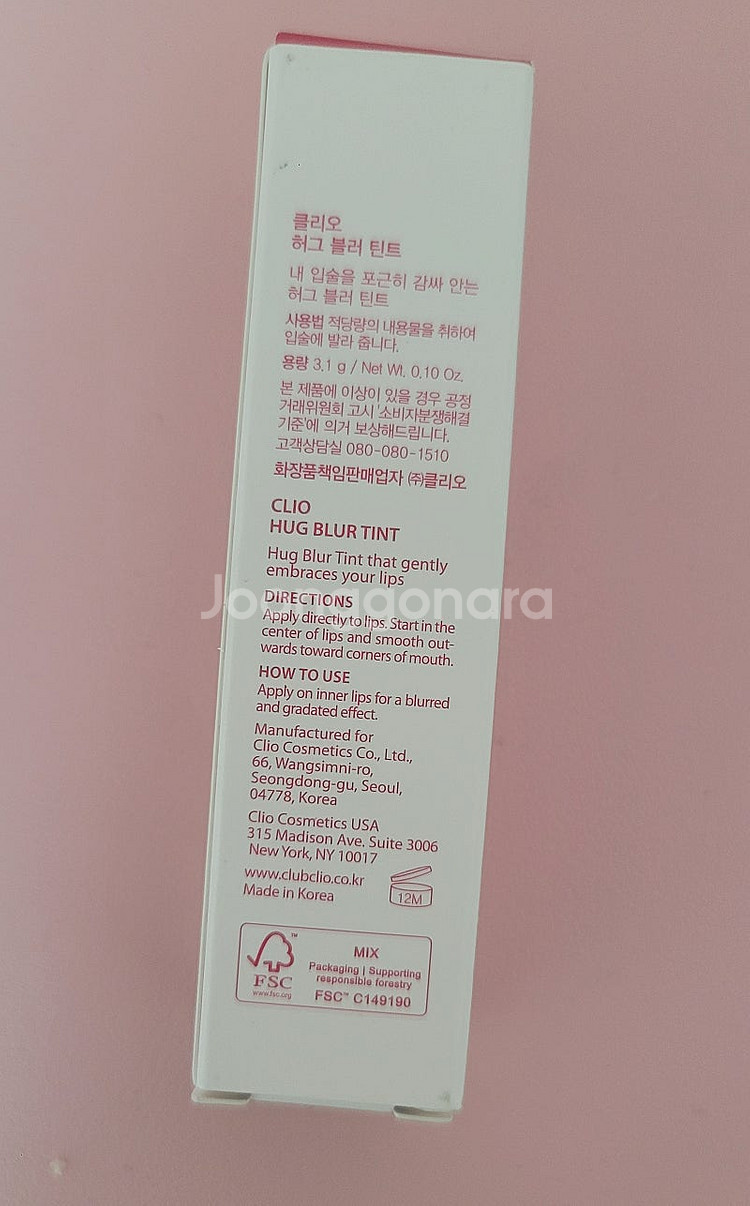 클리오
허그 블러 틴트
내 입술을 포근히 감싸 안는
허그 블러 틴트
사용법 적당량의 내용물을 취하여
입술에 발라 줍니다.
용량 3.1 g / Net Wt. 0.10 Oz.
본 제품에 이상이 있을 경우 공정
거래위원회 고시 '소비자분쟁해결
기준'에 의거 보상해드립니다.
고객상담실 080-080-1510
화장품책임판매업자 ㈜클리오
CLIO
HUG BLUR TINT
Hug Blur Tint that gently
embraces your lips
Joongaonara
DIRECTIONS
Apply directly to lips. Start in the
center of lips and smooth out-
wards toward corners of mouth.
HOW TO USE
Apply on inner lips for a blurred
and gradated effect.
Manufactured for
Clio Cosmetics Co., Ltd.,
66, Wangsimni-ro,
Seongdong-gu, Seoul,
04778, Korea
Clio Cosmetics USA
315 Madison Ave. Suite 3006
New York, NY 10017
www.clubclio.co.kr
Made in Korea
12M
FSC™
www.fsc.org
MIX
Packaging | Supporting
responsible forestry
FSC™ C149190